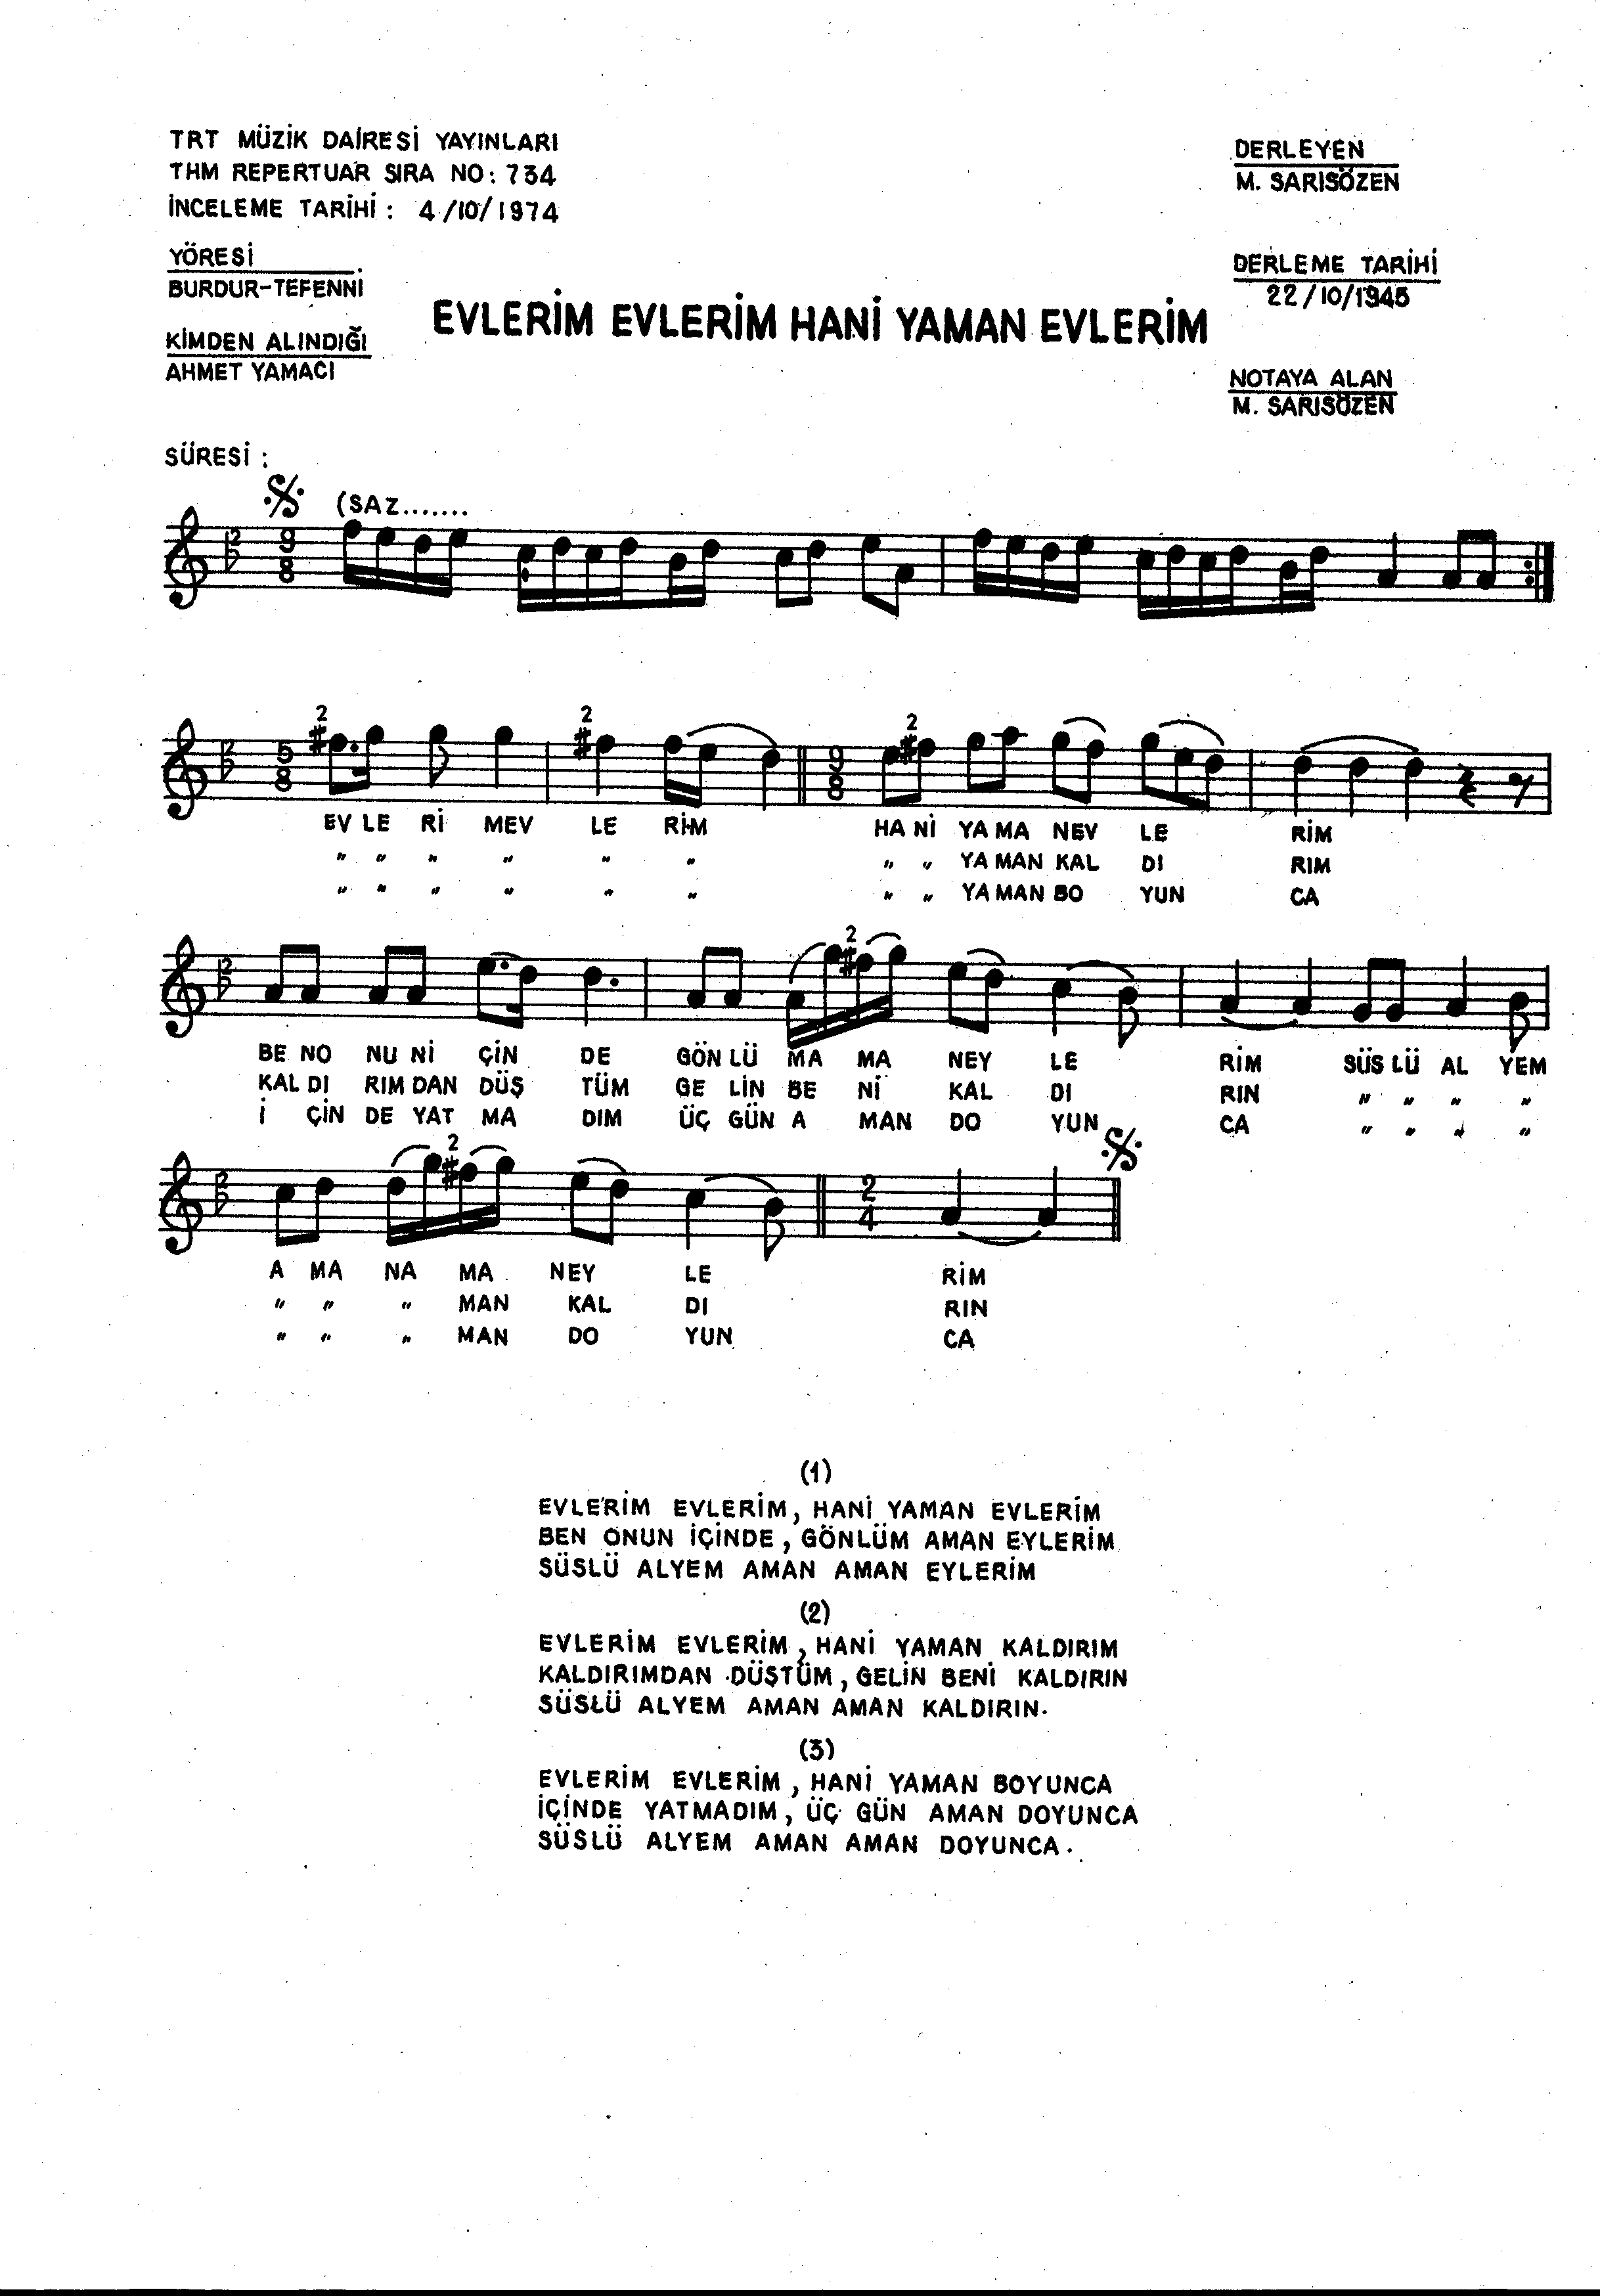 TRT MÜZİK DAİRESİ YAYINLARI
THM REPERTUAR SIRA NO: 734
İNCELEME TARİHİ : 4/10/1974
DERLEYEN
M. SARISÖZEN
YÖRESİ
BURDUR-TEFENNİ
DERLEME TARİHİ
22/10/1945
EVLERİM EVLERİM HANİ YAMAN EVLERİM
KİMDEN ALINDIĞI
AHMET YAMACI
NOTAYA ALAN
M. SARISÖZEN
SÜRESİ :
(SAZ.......
2 9 8
2 2 2
2 5 8 9 8
EV LE Rİ MEV LE RİM HA Nİ YA MA NEV LE RİM
" " " " " " " " YA MAN KAL DI RIM
" " " " " " " " YA MAN BO YUN CA
2
2
BE NO NU Nİ ÇİN DE GÖN LÜ MA MA NEY LE RİM SÜS LÜ AL YEM
KAL DI RIM DAN DÜŞ TÜM GE LİN BE Nİ KAL DI RIN " " " "
İ ÇİN DE YAT MA DIM ÜÇ GÜN A MAN DO YUN CA " " " "
2
2 2 4
A MA NA MA NEY LE RİM
" " " MAN KAL DI RIN
" " " MAN DO YUN CA
(1)
EVLERİM EVLERİM, HANİ YAMAN EVLERİM
BEN ONUN İÇİNDE, GÖNLÜM AMAN EYLERİM
SÜSLÜ ALYEM AMAN AMAN EYLERİM
(2)
EVLERİM EVLERİM, HANİ YAMAN KALDIRIM
KALDIRIMDAN DÜŞTÜM, GELİN BENİ KALDIRIN
SÜSLÜ ALYEM AMAN AMAN KALDIRIN.
(3)
EVLERİM EVLERİM, HANİ YAMAN BOYUNCA
İÇİNDE YATMADIM, ÜÇ GÜN AMAN DOYUNCA
SÜSLÜ ALYEM AMAN AMAN DOYUNCA.